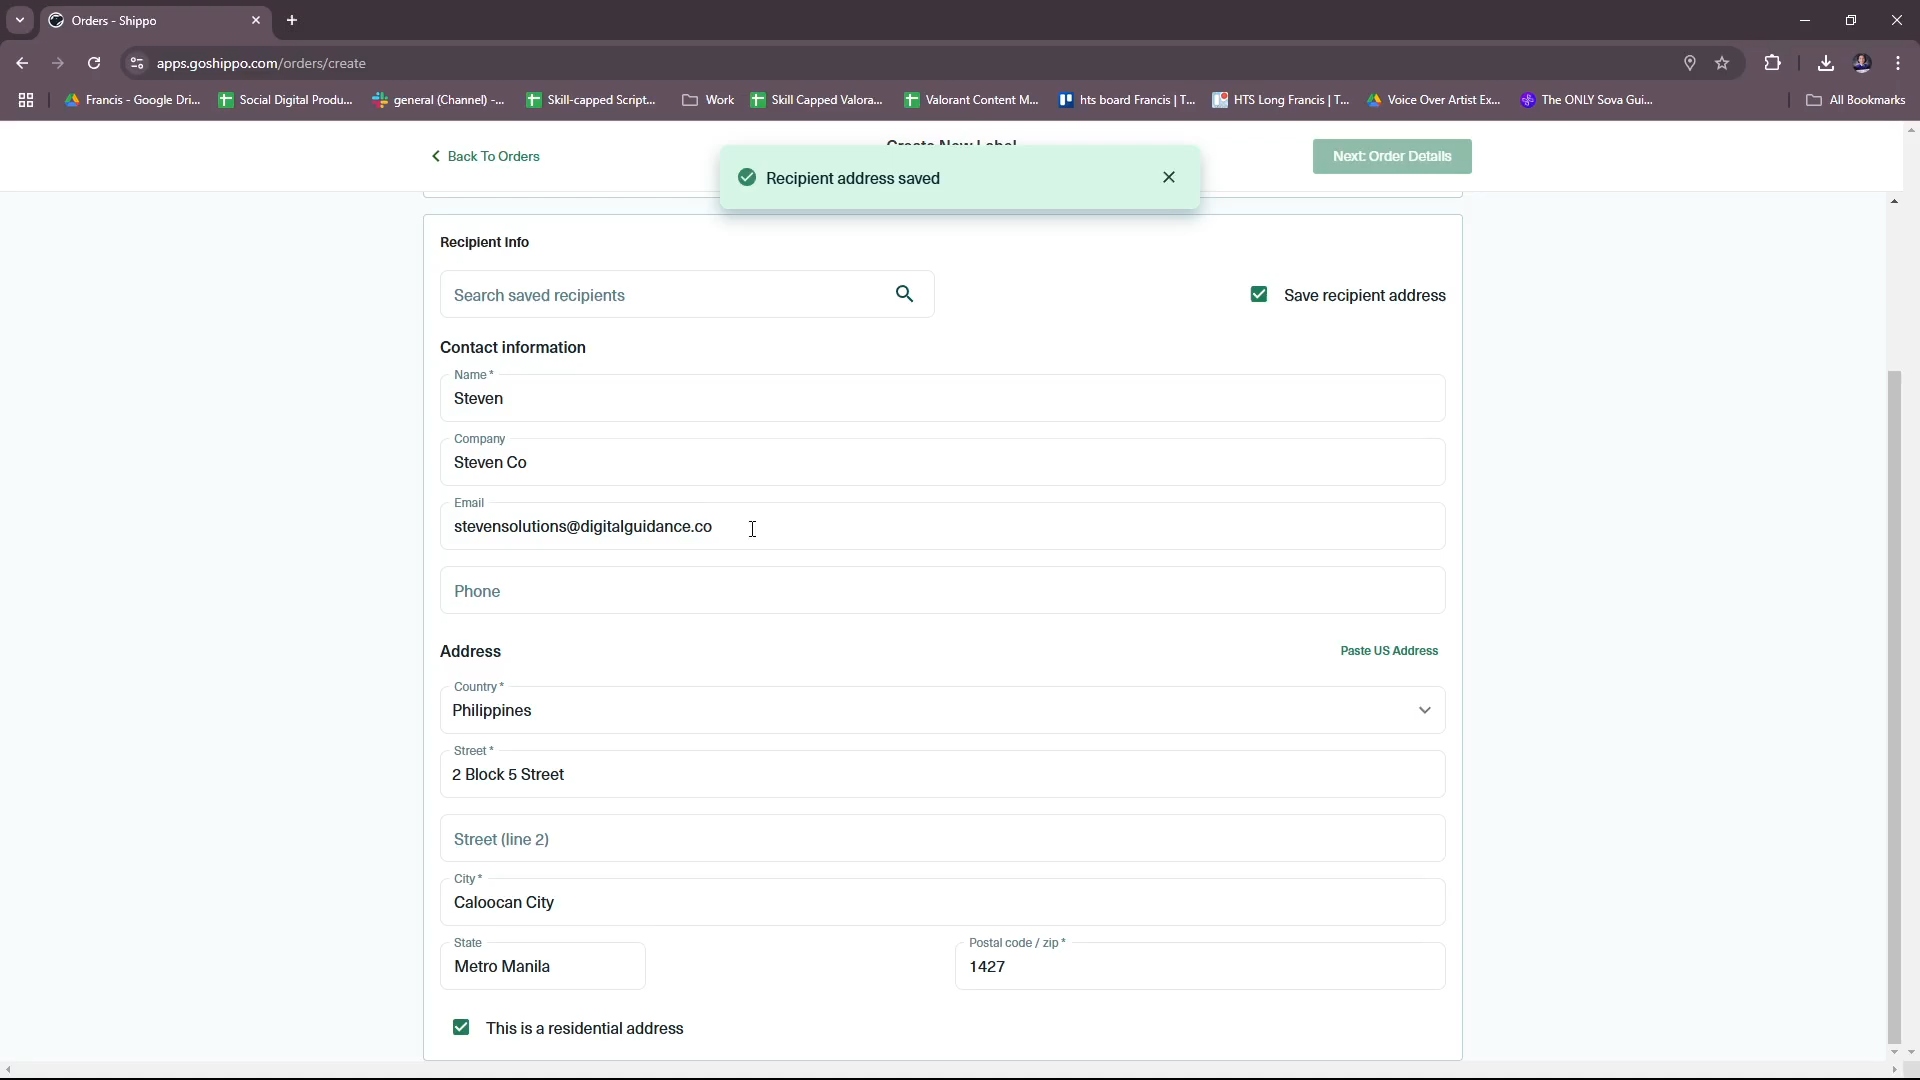 Orders - Shippo
apps.goshippo.com/orders/create
Francis - Google Dri...
Social Digital Produ...
general (Channel) -...
Skill-capped Script...
Work
Skill Capped Valora...
Valorant Content M...
hts board Francis | T...
HTS Long Francis | T...
Voice Over Artist Ex...
The ONLY Sova Gui...
All Bookmarks
Back To Orders
Create New Label
Next: Order Details
Recipient address saved
Recipient Info
Search saved recipients
Save recipient address
Contact information
Name *
Steven
Company
Steven Co
Email
stevensolutions@digitalguidance.co
Phone
Address
Paste US Address
Country *
Philippines
Street *
2 Block 5 Street
Street (line 2)
City *
Caloocan City
State
Metro Manila
Postal code / zip *
1427
This is a residential address